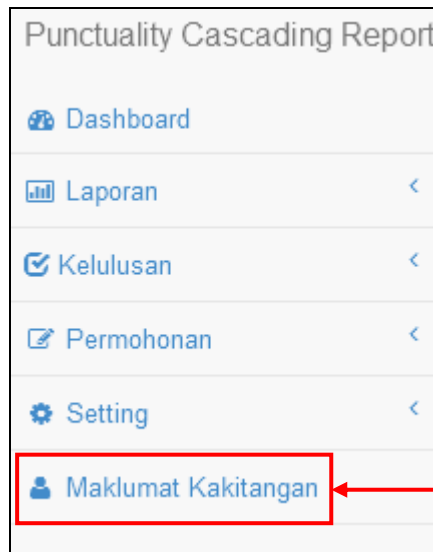 Punctuality Cascading Report
Dashboard
Laporan
Kelulusan
Permohonan
Setting
Maklumat Kakitangan